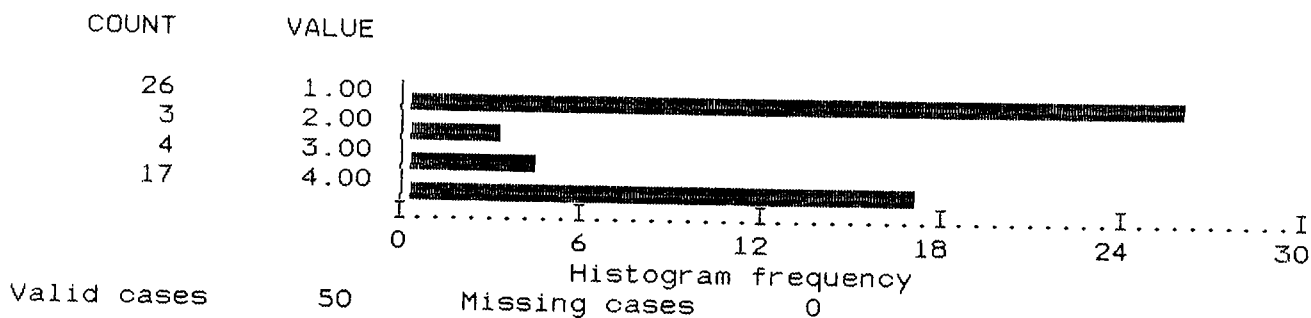 COUNT VALUE
26 1.00
3 2.00
4 3.00
17 4.00
I.........I.........I.........I.........I.........I
0 6 12 18 24 30
Histogram frequency
Valid cases 50 Missing cases 0